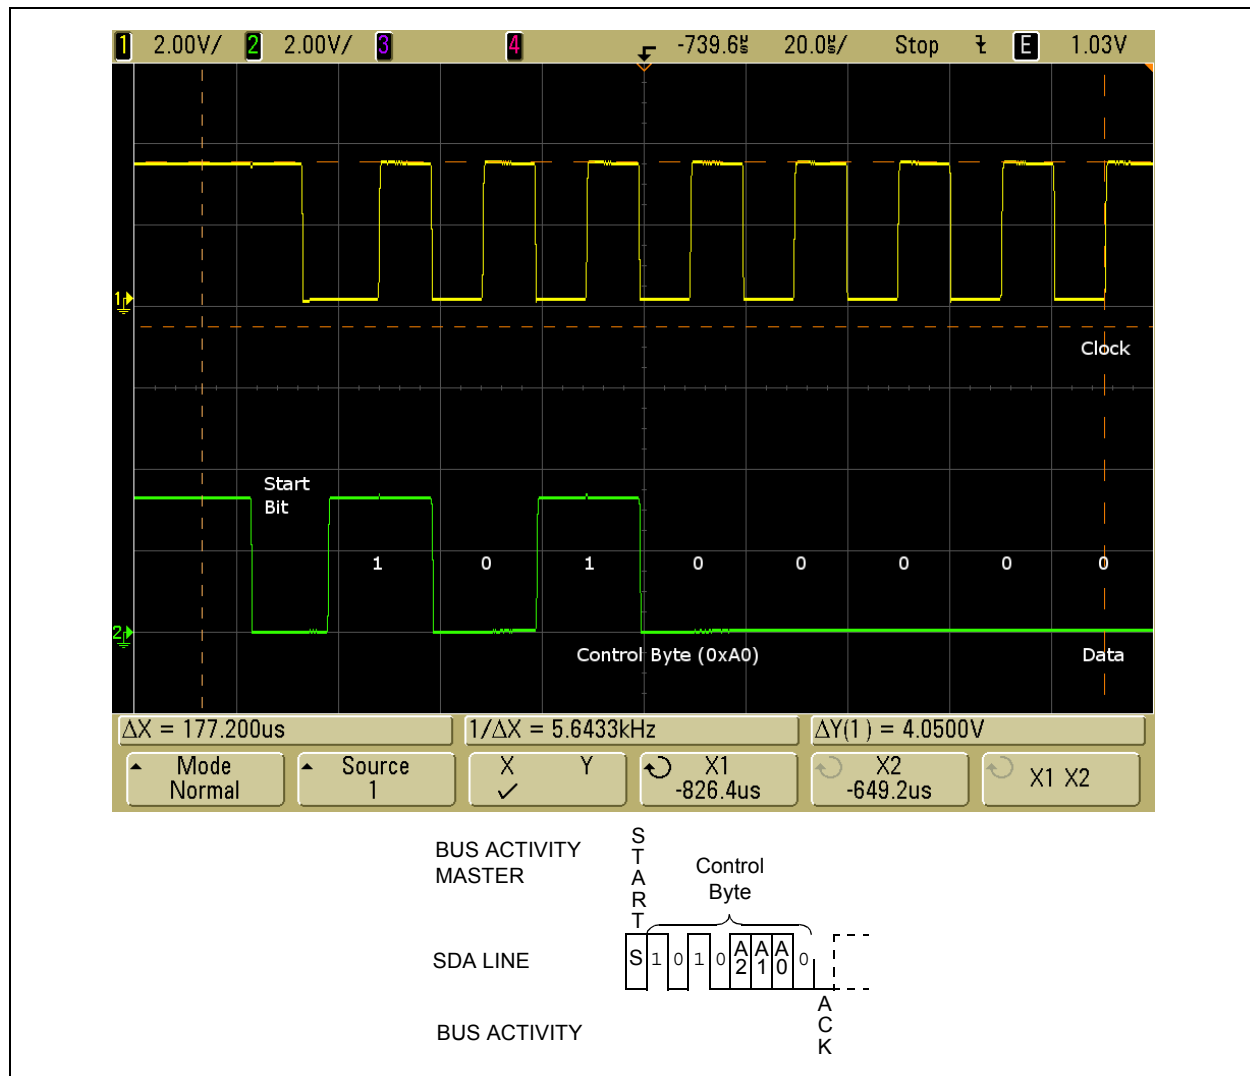 1 2.00V/ 2 2.00V/ 3 4 -739.6µs 20.0µs/ Stop E 1.03V
1
Clock
Start
Bit
1 0 1 0 0 0 0 0
2
Control Byte (0xA0) Data
ΔX = 177.200us 1/ΔX = 5.6433kHz ΔY(1) = 4.0500V
Mode
Normal
Source
1
X Y
✓
X1
-826.4us
X2
-649.2us
X1 X2
BUS ACTIVITY
MASTER
START
Control
Byte
SDA LINE
S 1 0 1 0 A2 A1 A0 0
BUS ACTIVITY
ACK